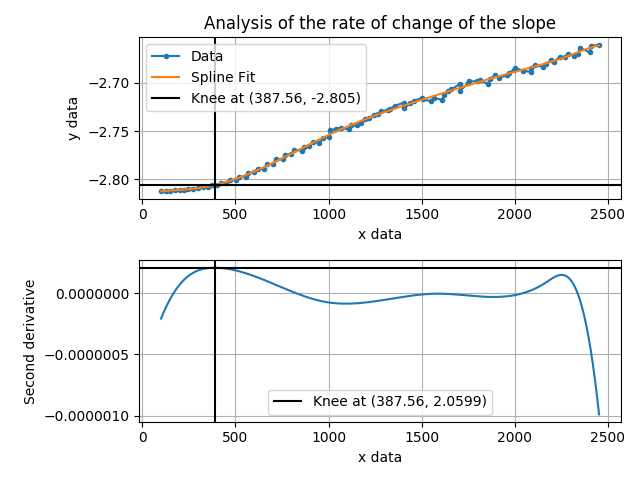 Analysis of the rate of change of the slope
Data
Spline Fit
Knee at (387.56, -2.805)
y data
−2.70
−2.75
−2.80
0 500 1000 1500 2000 2500
x data
Second derivative
0.0000000
−0.0000005
−0.0000010
Knee at (387.56, 2.0599)
0 500 1000 1500 2000 2500
x data